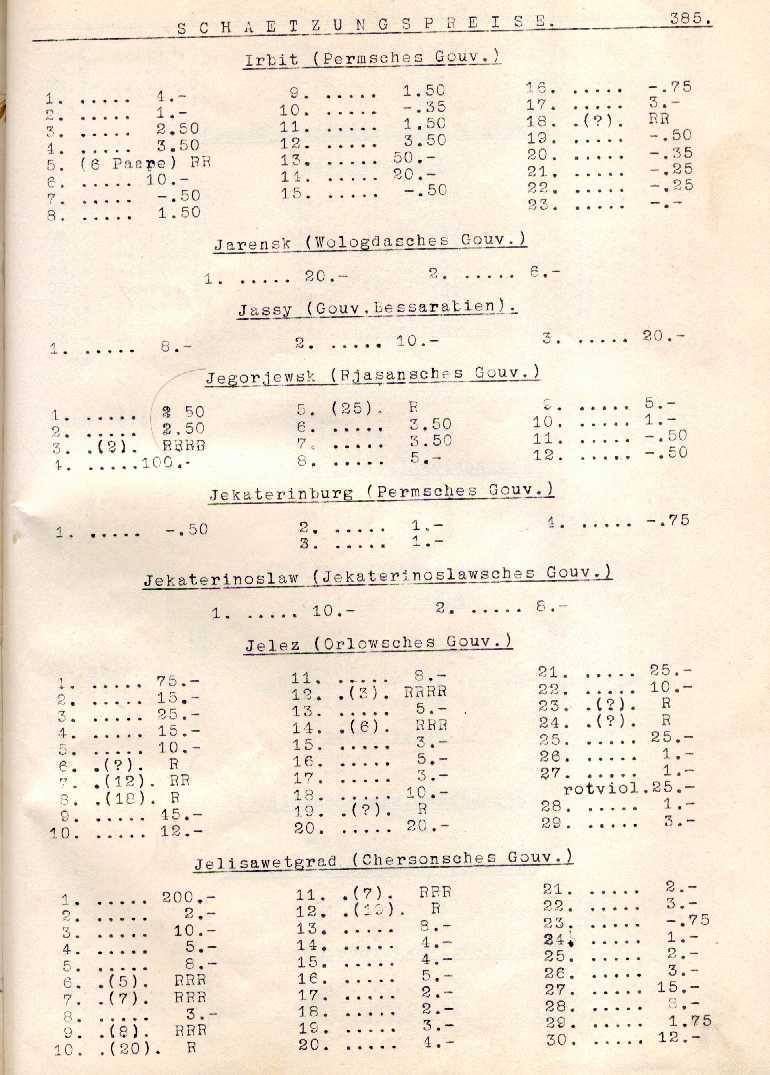 SCHAETZUNGSPREISE. 385.
Irbit (Permsches Gouv.)
1. ..... 4.-
2. ..... 1.-
3. ..... 2.50
4. ..... 3.50
5. (6 Paare) RR
6. ..... 10.-
7. ..... -.50
8. ..... 1.50
9. ..... 1.50
10. ..... -.35
11. ..... 1.50
12. ..... 3.50
13. ..... 50.-
14. ..... 20.-
15. ..... -.50
16. ..... -.75
17. ..... 3.-
18. .(?). RR
19. ..... -.50
20. ..... -.35
21. ..... -.25
22. ..... -.25
23. ..... -.-
Jarensk (Wologdasches Gouv.)
1. ..... 20.- 2. ..... 6.-
Jassy (Gouv.Bessarabien).
1. ..... 8.- 2. ..... 10.- 3. ..... 20.-
Jegorjewsk (Rjasansches Gouv.)
1. ..... 50
2. ..... 2.50
3. .(2). RRRR
4. .....100.-
5. (25). R
6. ..... 3.50
7. ..... 3.50
8. ..... 5.-
9. ..... 5.-
10. ..... 1.-
11. ..... -.50
12. ..... -.50
Jekaterinburg (Permsches Gouv.)
1. ..... -.50 2. ..... 1.- 4. ..... -.75
3. ..... 1.-
Jekaterinoslaw (Jekaterinoslawsches Gouv.)
1. ..... 10.- 2. ..... 8.-
Jelez (Orlowsches Gouv.)
1. ..... 75.-
2. ..... 15.-
3. ..... 25.-
4. ..... 15.-
5. ..... 10.-
6. .(?). R
7. .(12). RR
8. .(18). R
9. ..... 15.-
10. ..... 12.-
11. ..... 8.-
12. .(3). RRRR
13. ..... 5.-
14. .(6). RRR
15. ..... 3.-
16. ..... 5.-
17. ..... 3.-
18. ..... 10.-
19. .(?). R
20. ..... 20.-
21. ..... 25.-
22. ..... 10.-
23. .(?). R
24. .(?). R
25. ..... 25.-
26. ..... 1.-
27. ..... 1.-
rotviol.25.-
28. ..... 1.-
29. ..... 3.-
Jelisawetgrad (Chersonsches Gouv.)
1. ..... 200.-
2. ..... 2.-
3. ..... 10.-
4. ..... 5.-
5. ..... 8.-
6. .(5). RRR
7. .(7). RRR
8. ..... 3.-
9. .(8). RRR
10. .(20). R
11. .(7). RRR
12. R
13. ..... 8.-
14. ..... 4.-
15. ..... 4.-
16. ..... 5.-
17. ..... 2.-
18. ..... 2.-
19. ..... 3.-
20. ..... 4.-
21. ..... 2.-
22. ..... 3.-
23. ..... -.75
24. ..... 1.-
25. ..... 2.-
26. ..... 3.-
27. ..... 15.-
28. .....
29. ..... 1.75
30. ..... 12.-